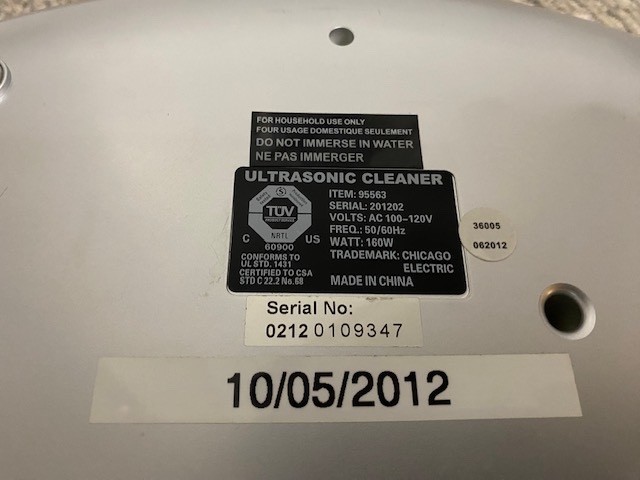 FOR HOUSEHOLD USE ONLY
FOUR USAGE DOMESTIQUE SEULEMENT
DO NOT IMMERSE IN WATER
NE PAS IMMERGER
ULTRASONIC CLEANER
ITEM: 95563
SERIAL: 201202
VOLTS: AC 100-120V
FREQ.: 50/60Hz
WATT: 160W
TRADEMARK: CHICAGO
ELECTRIC
MADE IN CHINA
S
TÜV
NRTL
C US
60900
CONFORMS TO
UL STD. 1431
CERTIFIED TO CSA
STD C 22.2 No.68
36005
062012
Serial No:
0212 0109347
10/05/2012